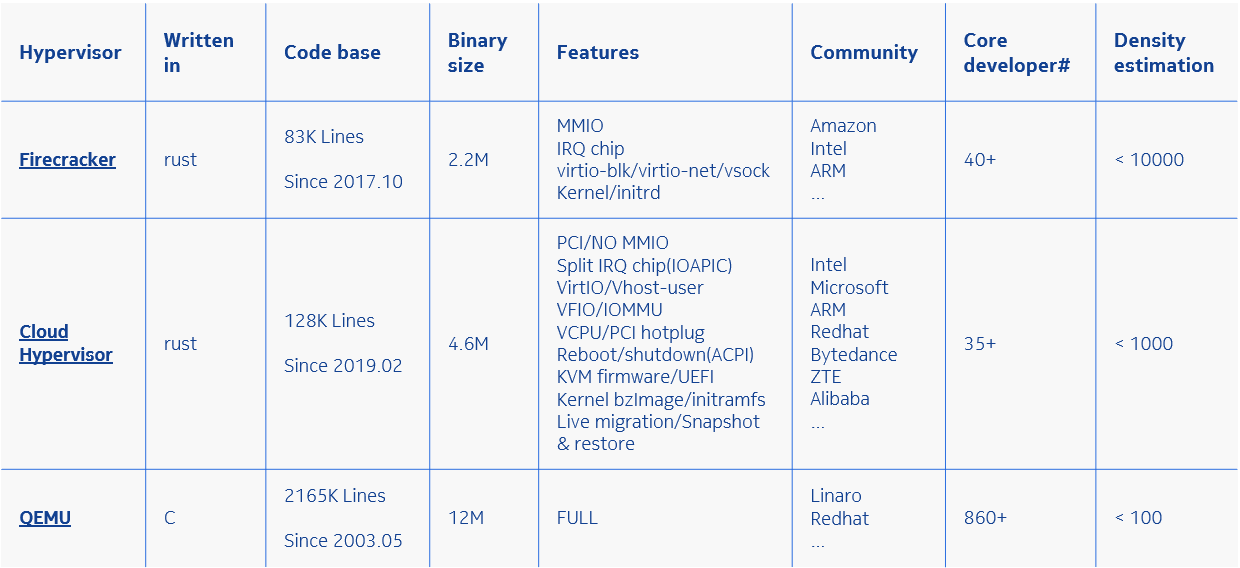 Hypervisor
Written
in
Code base
Binary
size
Features
Community
Core
developer#
Density
estimation
Firecracker
rust
83K Lines
Since 2017.10
2.2M
MMIO
IRQ chip
virtio-blk/virtio-net/vsock
Kernel/initrd
Amazon
Intel
ARM
...
40+
< 10000
Cloud
Hypervisor
rust
128K Lines
Since 2019.02
4.6M
PCI/NO MMIO
Split IRQ chip(IOAPIC)
VirtIO/Vhost-user
VFIO/IOMMU
VCPU/PCI hotplug
Reboot/shutdown(ACPI)
KVM firmware/UEFI
Kernel bzImage/initramfs
Live migration/Snapshot
& restore
Intel
Microsoft
ARM
Redhat
Bytedance
ZTE
Alibaba
...
35+
< 1000
QEMU
C
2165K Lines
Since 2003.05
12M
FULL
Linaro
Redhat
...
860+
< 100